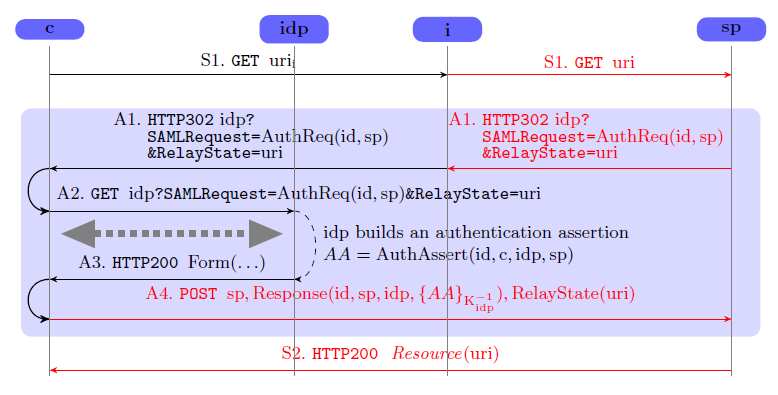 c idp i sp
S1. GET uri S1. GET uri
A1. HTTP302 idp? A1. HTTP302 idp?
SAMLRequest=AuthReq(id, sp) SAMLRequest=AuthReq(id, sp)
&RelayState=uri &RelayState=uri
A2. GET idp?SAMLRequest=AuthReq(id, sp)&RelayState=uri
idp builds an authentication assertion
AA = AuthAssert(id, c, idp, sp)
A3. HTTP200 Form(...)
A4. POST sp, Response(id, sp, idp, {AA}_{K_{idp}^{-1}}), RelayState(uri)
S2. HTTP200 Resource(uri)